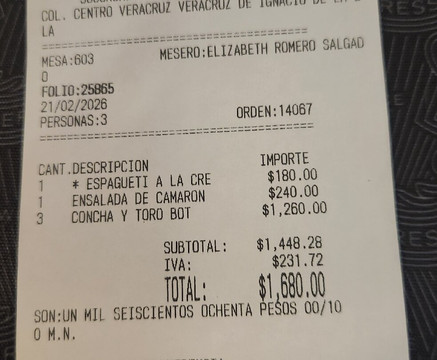 COL. CENTRO VERACRUZ VERACRUZ DE IGNACIO DE
LA
MESA:603 MESERO:ELIZABETH ROMERO SALGAD
O
FOLIO:25865
21/02/2026 ORDEN:14067
PERSONAS:3
CANT.DESCRIPCION IMPORTE
1 * ESPAGUETI A LA CRE $180.00
1 ENSALADA DE CAMARON $240.00
3 CONCHA Y TORO BOT $1,260.00
SUBTOTAL: $1,448.28
IVA: $231.72
TOTAL: $1,680.00
SON:UN MIL SEISCIENTOS OCHENTA PESOS 00/10
0 M.N.